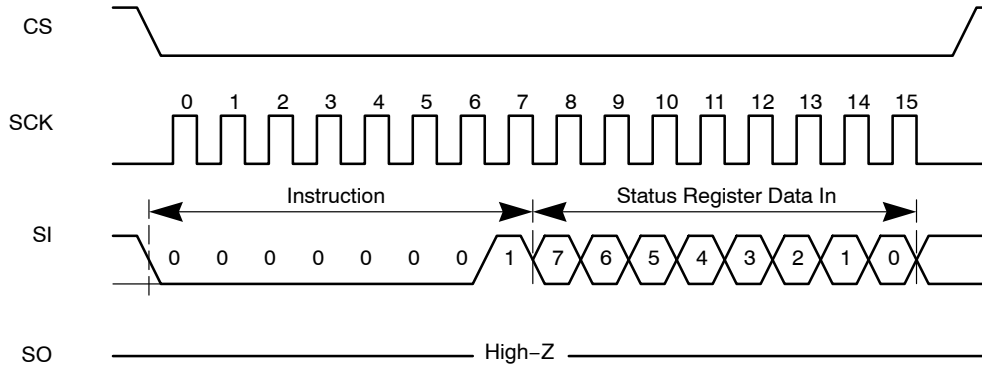 CS
0 1 2 3 4 5 6 7 8 9 10 11 12 13 14 15
SCK
Instruction Status Register Data In
SI
0 0 0 0 0 0 0 1 7 6 5 4 3 2 1 0
SO High−Z